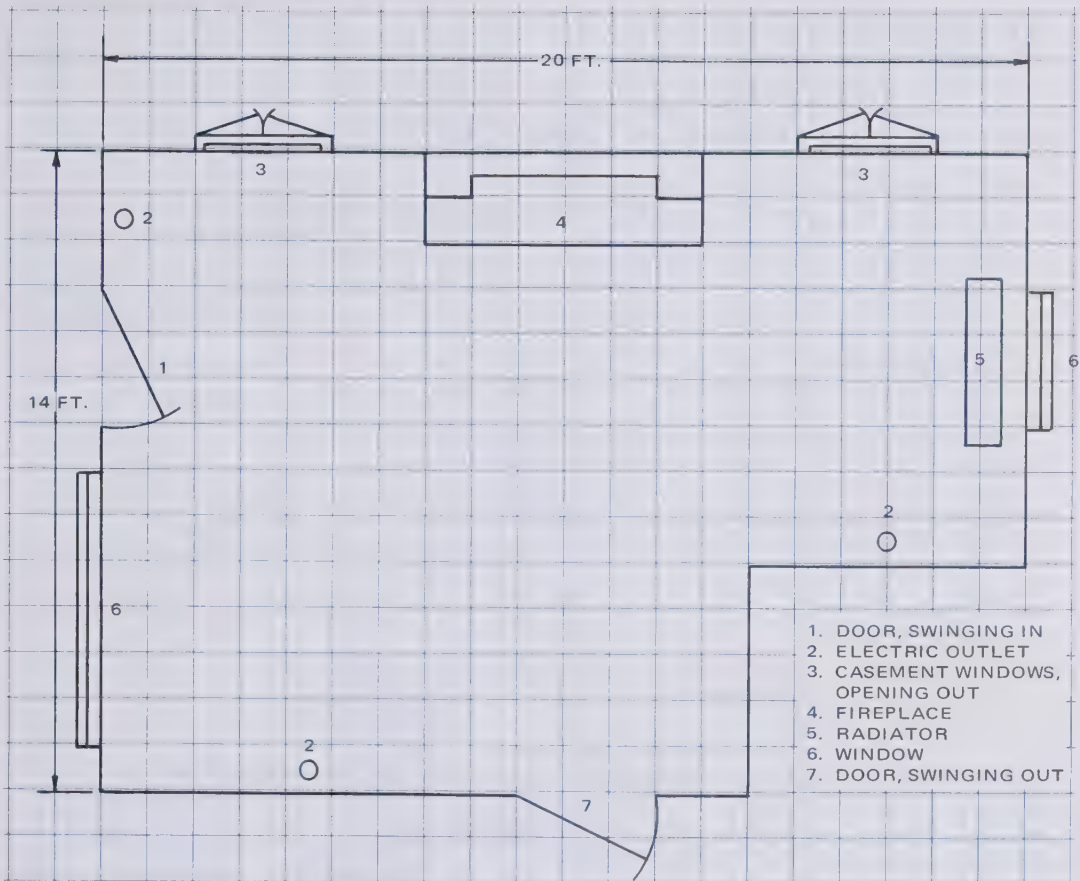 20 FT.
3
3
2
4
1
5
6
14 FT.
2
6
1. DOOR, SWINGING IN
2. ELECTRIC OUTLET
3. CASEMENT WINDOWS,
OPENING OUT
4. FIREPLACE
5. RADIATOR
6. WINDOW
7. DOOR, SWINGING OUT
2
7